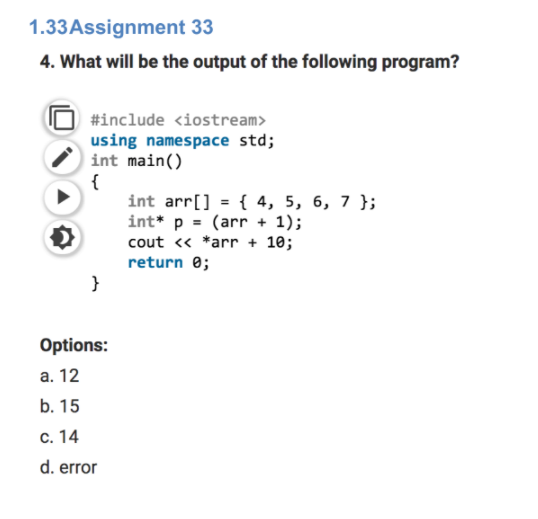 1.33Assignment 33
4. What will be the output of the following program?
#include <iostream>
using namespace std;
int main()
{
int arr[] = { 4, 5, 6, 7 };
int* p = (arr + 1);
cout << *arr + 10;
return 0;
}
Options:
a. 12
b. 15
c. 14
d. error